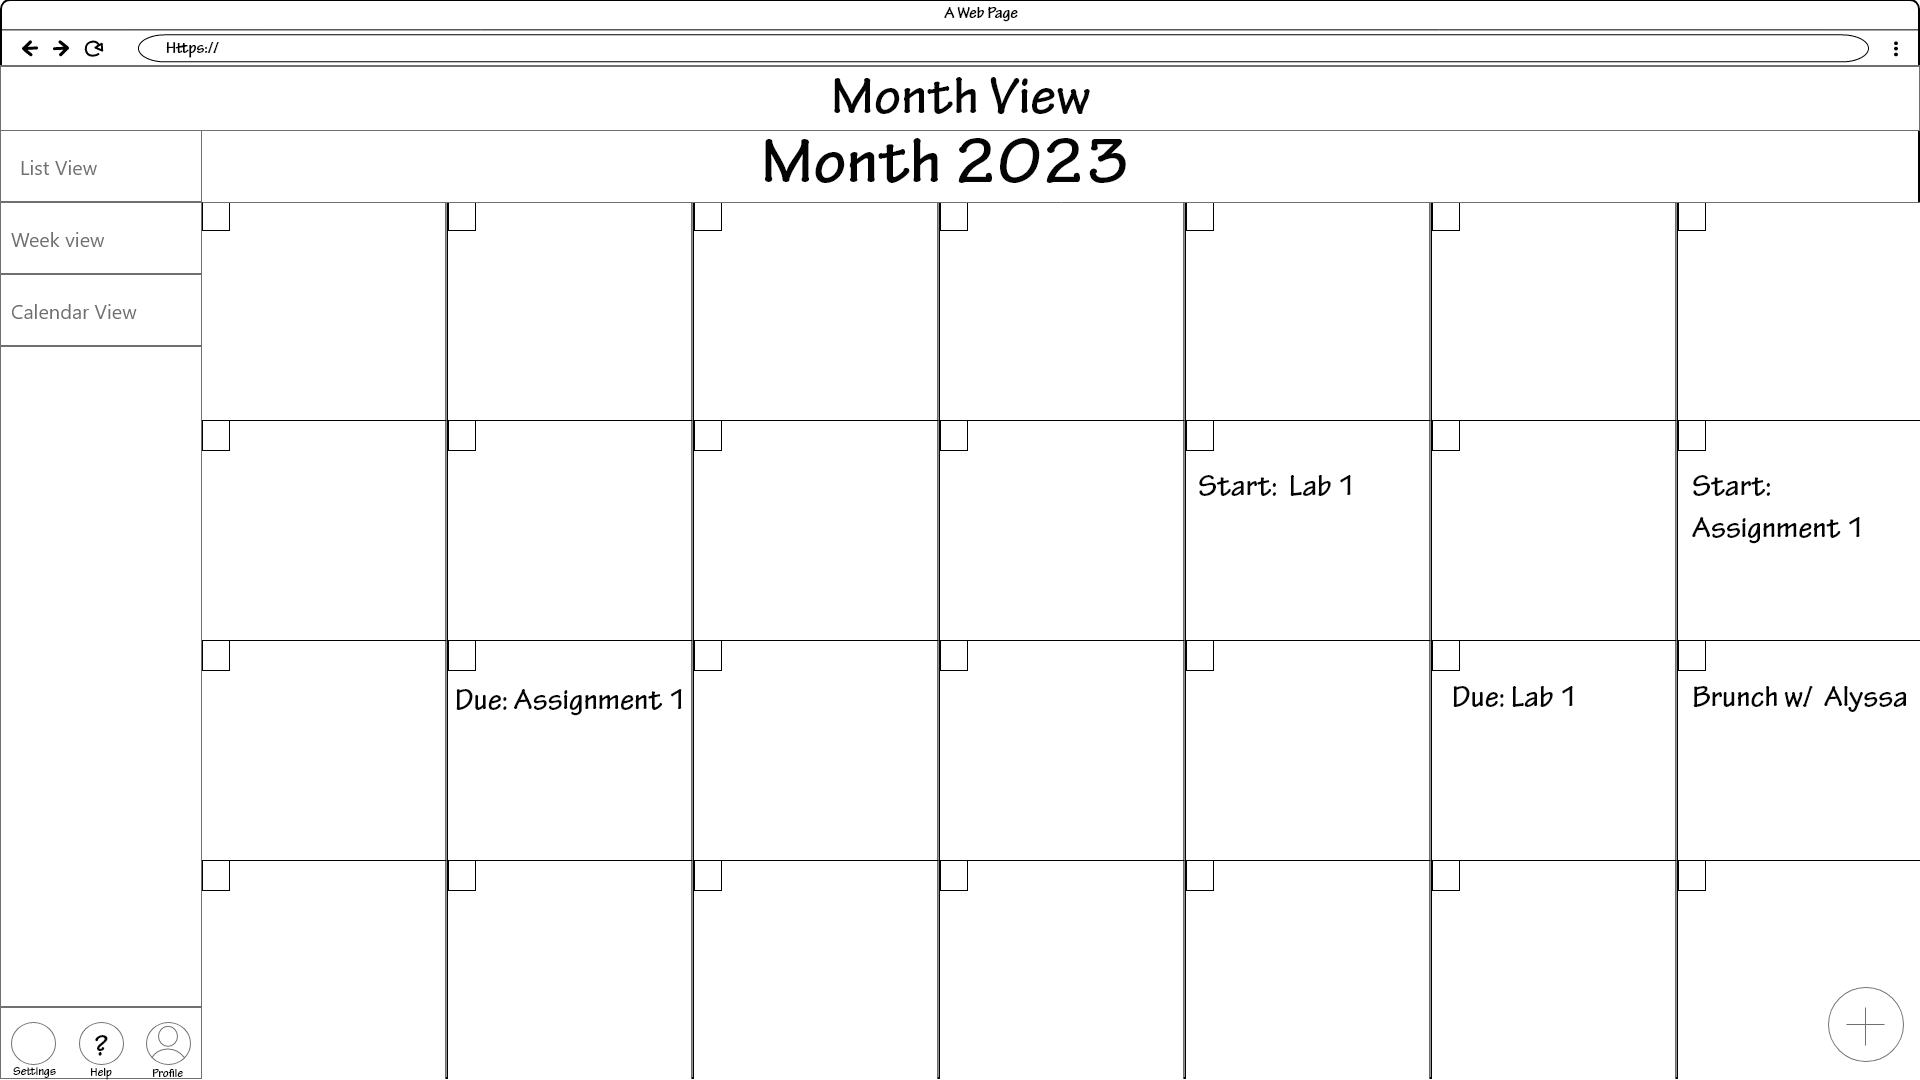 A Web Page
Https://
Month View
List View
Month 2023
Week view
Calendar View
Start: Lab 1
Start:
Assignment 1
Due: Assignment 1
Due: Lab 1
Brunch w/ Alyssa
?
Settings
Help
Profile